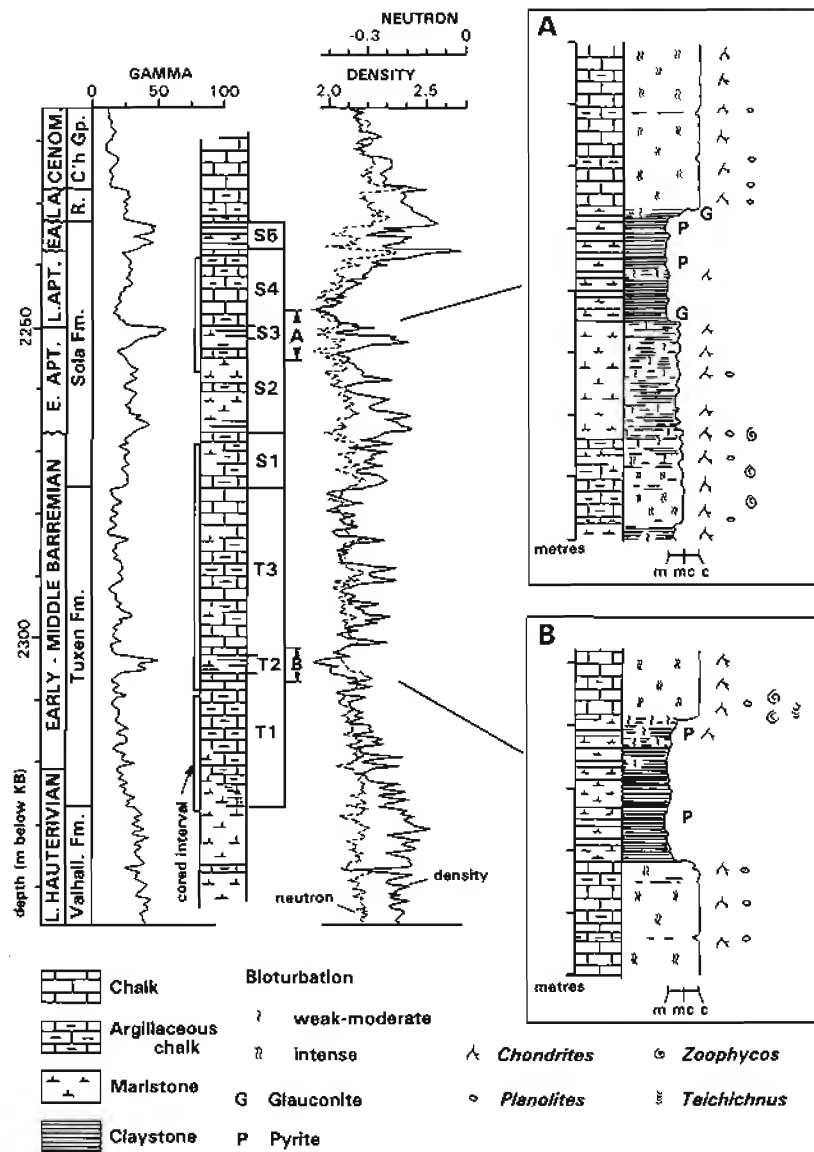 NEUTRON
-0.3 0
GAMMA
0 50 100
DENSITY
2.0 2.5
CENOM.
C'h Gp.
LA
R.
EA
L. APT.
E. APT.
Sola Fm.
EARLY - MIDDLE BARREMIAN
Tuxen Fm.
L. HAUTERIVIAN
Valhall. Fm.
2250
2300
depth (m below KB)
cored interval
S5
S4
S3
S2
S1
T3
T2
T1
A
B
neutron
density
A
G
P
P
G
metres
m mc c
B
P
P
metres
m mc c
Chalk
Argillaceous
chalk
Marlstone
Claystone
Bioturbation
weak-moderate
intense
G Glauconite
P Pyrite
Chondrites
Planolites
Zoophycos
Teichichnus